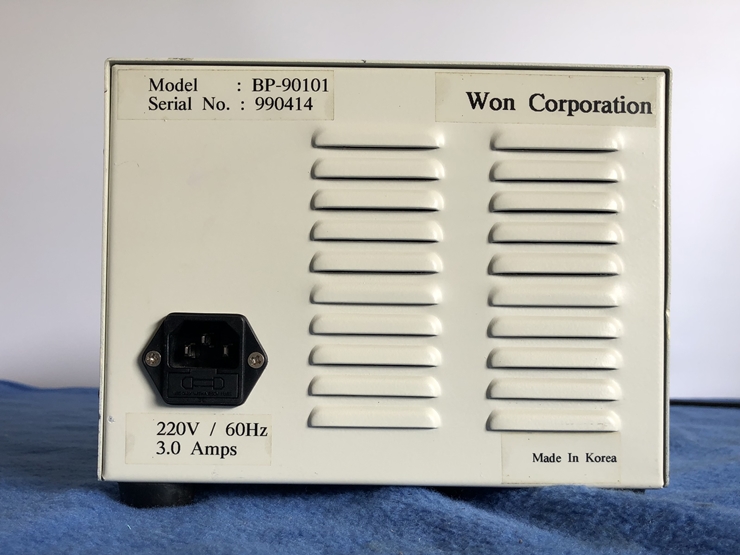 Model : BP-90101
Serial No. : 990414
Won Corporation
220V / 60Hz
3.0 Amps
Made In Korea